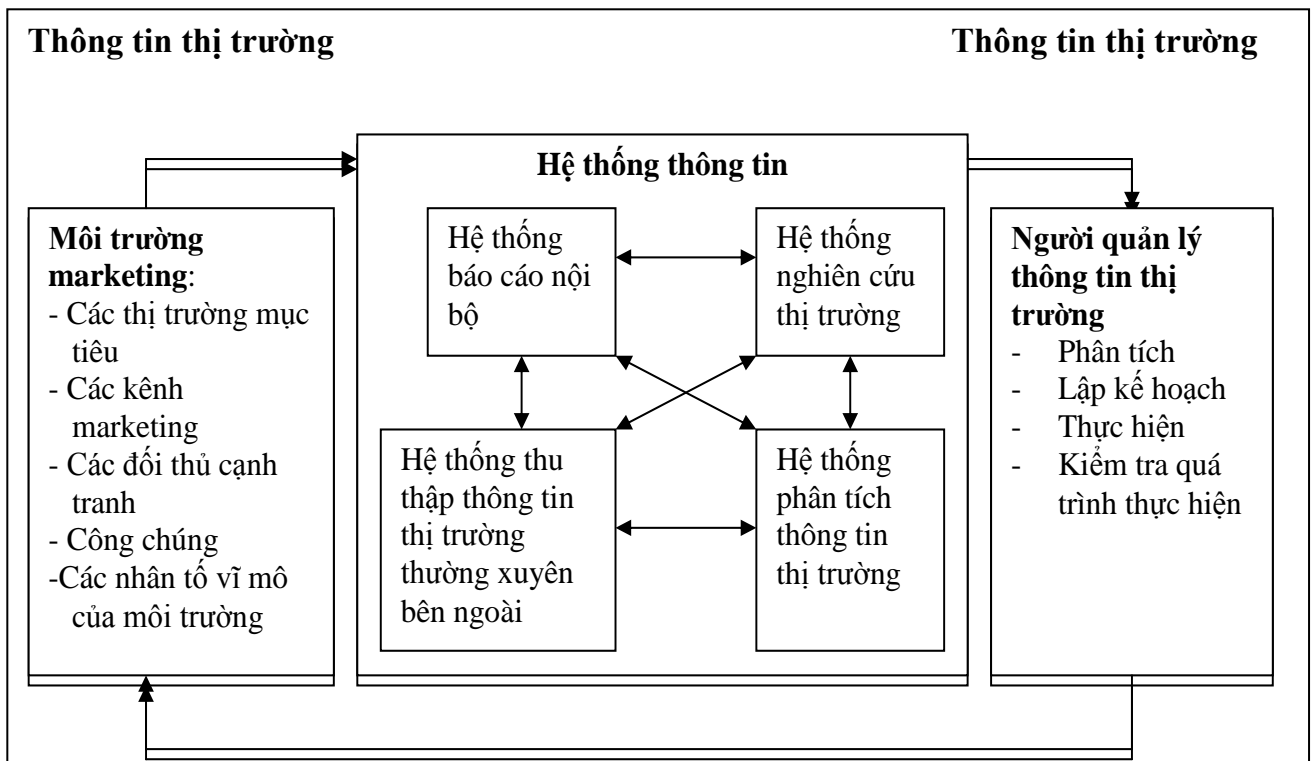 Thông tin thị trường
Thông tin thị trường
Hệ thống thông tin
Môi trường
marketing:
- Các thị trường mục
tiêu
- Các kênh
marketing
- Các đối thủ cạnh
tranh
- Công chúng
-Các nhân tố vĩ mô
của môi trường
Hệ thống
báo cáo nội
bộ
Hệ thống
nghiên cứu
thị trường
Hệ thống thu
thập thông tin
thị trường
thường xuyên
bên ngoài
Hệ thống
phân tích
thông tin
thị trường
Người quản lý
thông tin thị
trường
- Phân tích
- Lập kế hoạch
- Thực hiện
- Kiểm tra quá
trình thực hiện